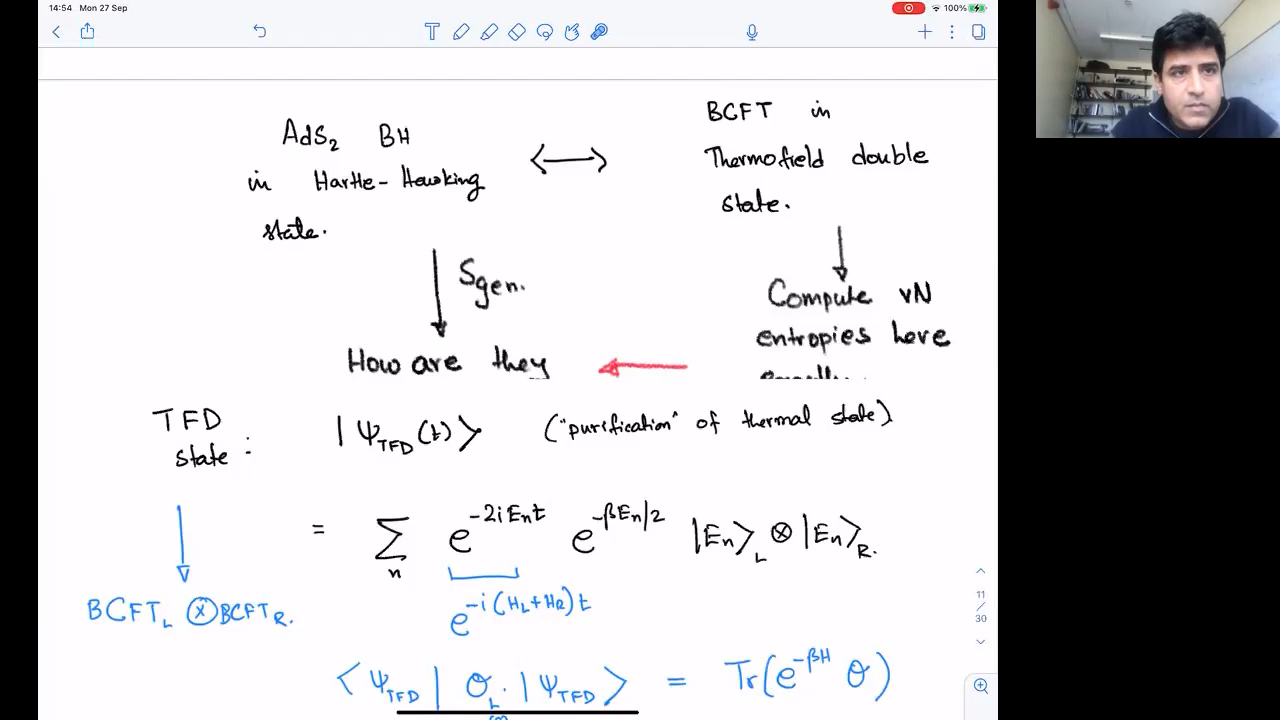 14:54 Mon 27 Sep
100%
AdS₂ BH
in Hartle-Hawking
state.
⟷
BCFT in
Thermofield double
state.
Sgen.
How are they
Compute vN
entropies here
TFD
state :
|Ψ_TFD(t)⟩ ("purification" of thermal state)
= Σ_n e^{-2iE_n t} e^{-βE_n/2} |E_n⟩_L ⊗ |E_n⟩_R.
BCFT_L ⊗ BCFT_R.
e^{-i(H_L+H_R)t}
⟨Ψ_TFD| O_L · |Ψ_TFD⟩ = Tr(e^{-βH} O)
11
/
30